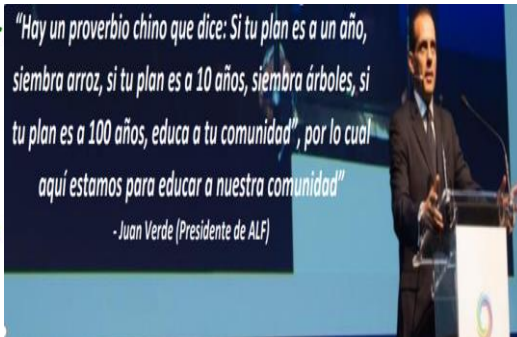 “Hay un proverbio chino que dice: Si tu plan es a un año,
siembra arroz, si tu plan es a 10 años, siembra árboles, si
tu plan es a 100 años, educa a tu comunidad”, por lo cual
aquí estamos para educar a nuestra comunidad”
- Juan Verde (Presidente de ALF)